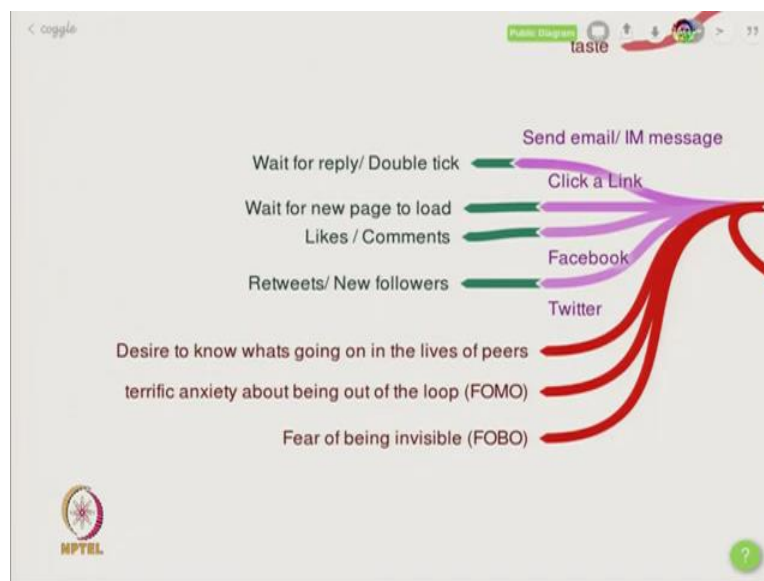 < coggle
Public Diagram
taste
Send email/ IM message
Wait for reply/ Double tick
Click a Link
Wait for new page to load
Likes / Comments
Facebook
Retweets/ New followers
Twitter
Desire to know whats going on in the lives of peers
terrific anxiety about being out of the loop (FOMO)
Fear of being invisible (FOBO)
NPTEL
?